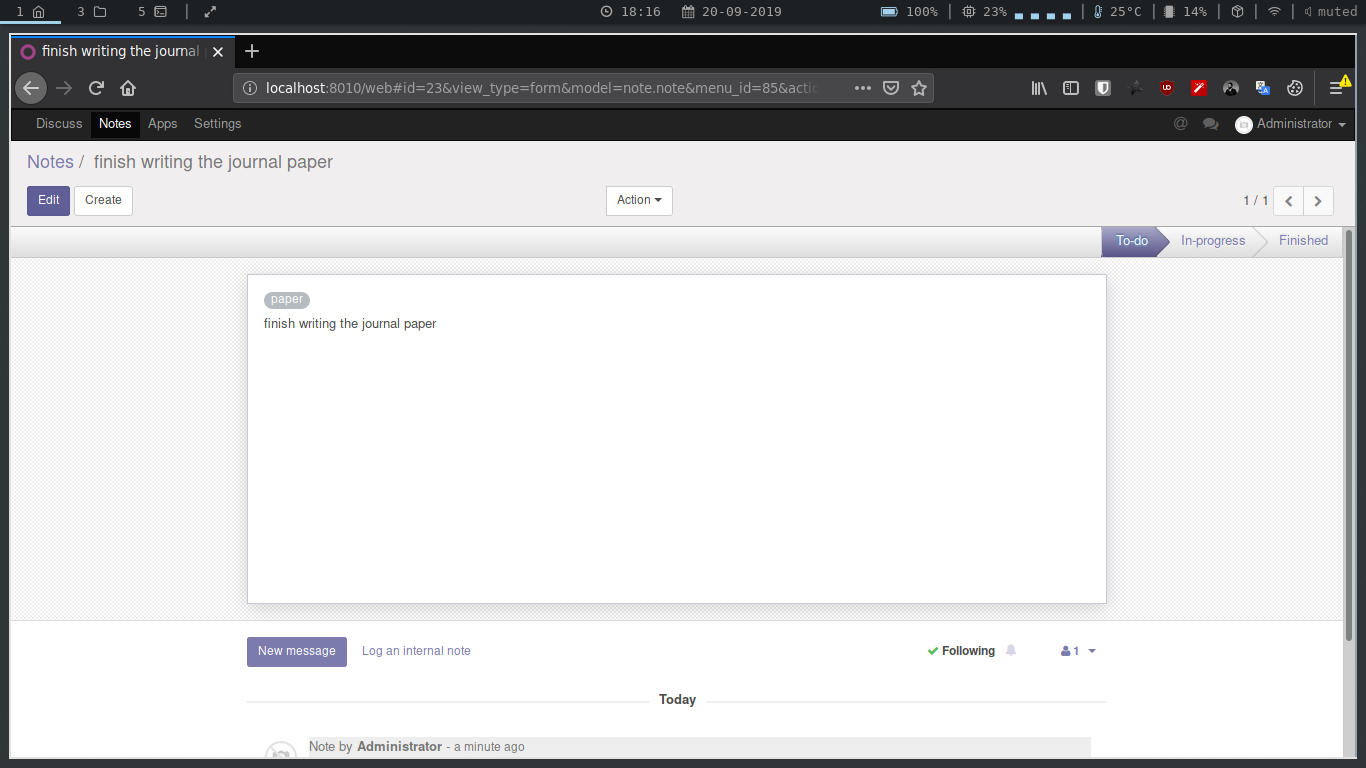 1 3 5 18:16 20-09-2019 100% 23% 25°C 14% muted
finish writing the journal
localhost:8010/web#id=23&view_type=form&model=note.note&menu_id=85&acti
Discuss Notes Apps Settings Administrator
Notes / finish writing the journal paper
Edit Create Action 1 / 1
To-do In-progress Finished
paper
finish writing the journal paper
New message Log an internal note Following 1
Today
Note by Administrator - a minute ago